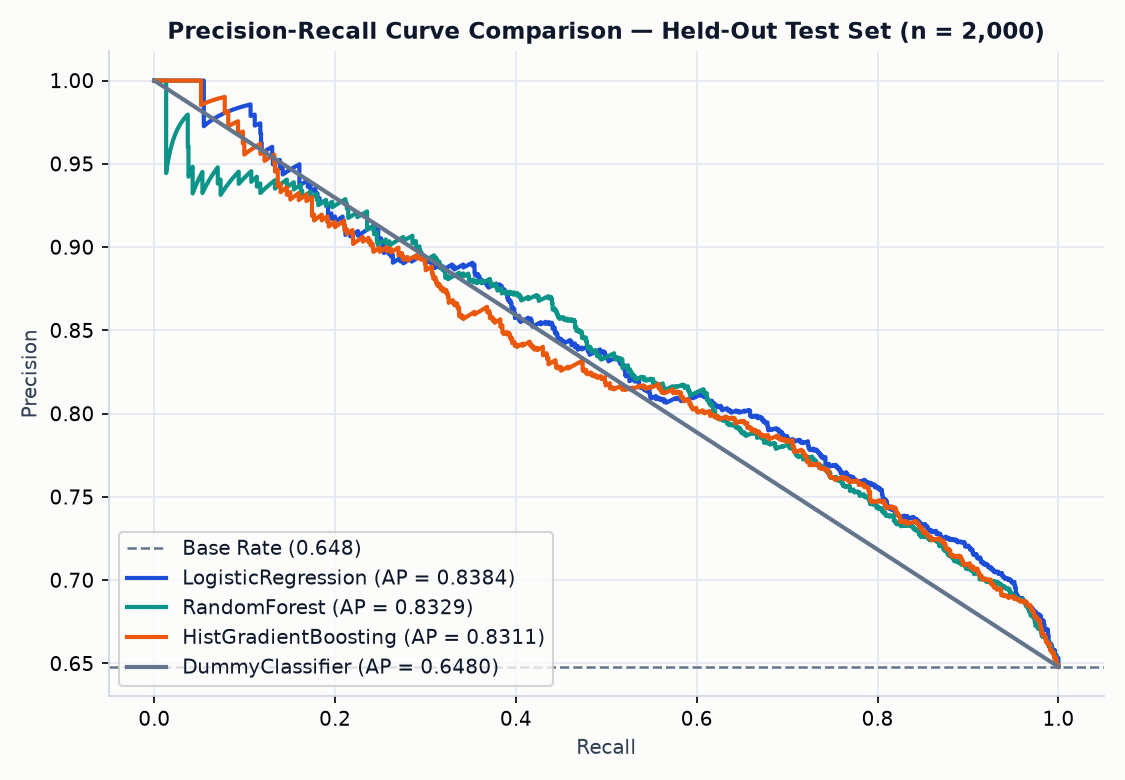 Precision-Recall Curve Comparison — Held-Out Test Set (n = 2,000)
1.00
0.95
0.90
0.85
0.80
0.75
0.70
0.65
Precision
Base Rate (0.648)
LogisticRegression (AP = 0.8384)
RandomForest (AP = 0.8329)
HistGradientBoosting (AP = 0.8311)
DummyClassifier (AP = 0.6480)
0.0 0.2 0.4 0.6 0.8 1.0
Recall